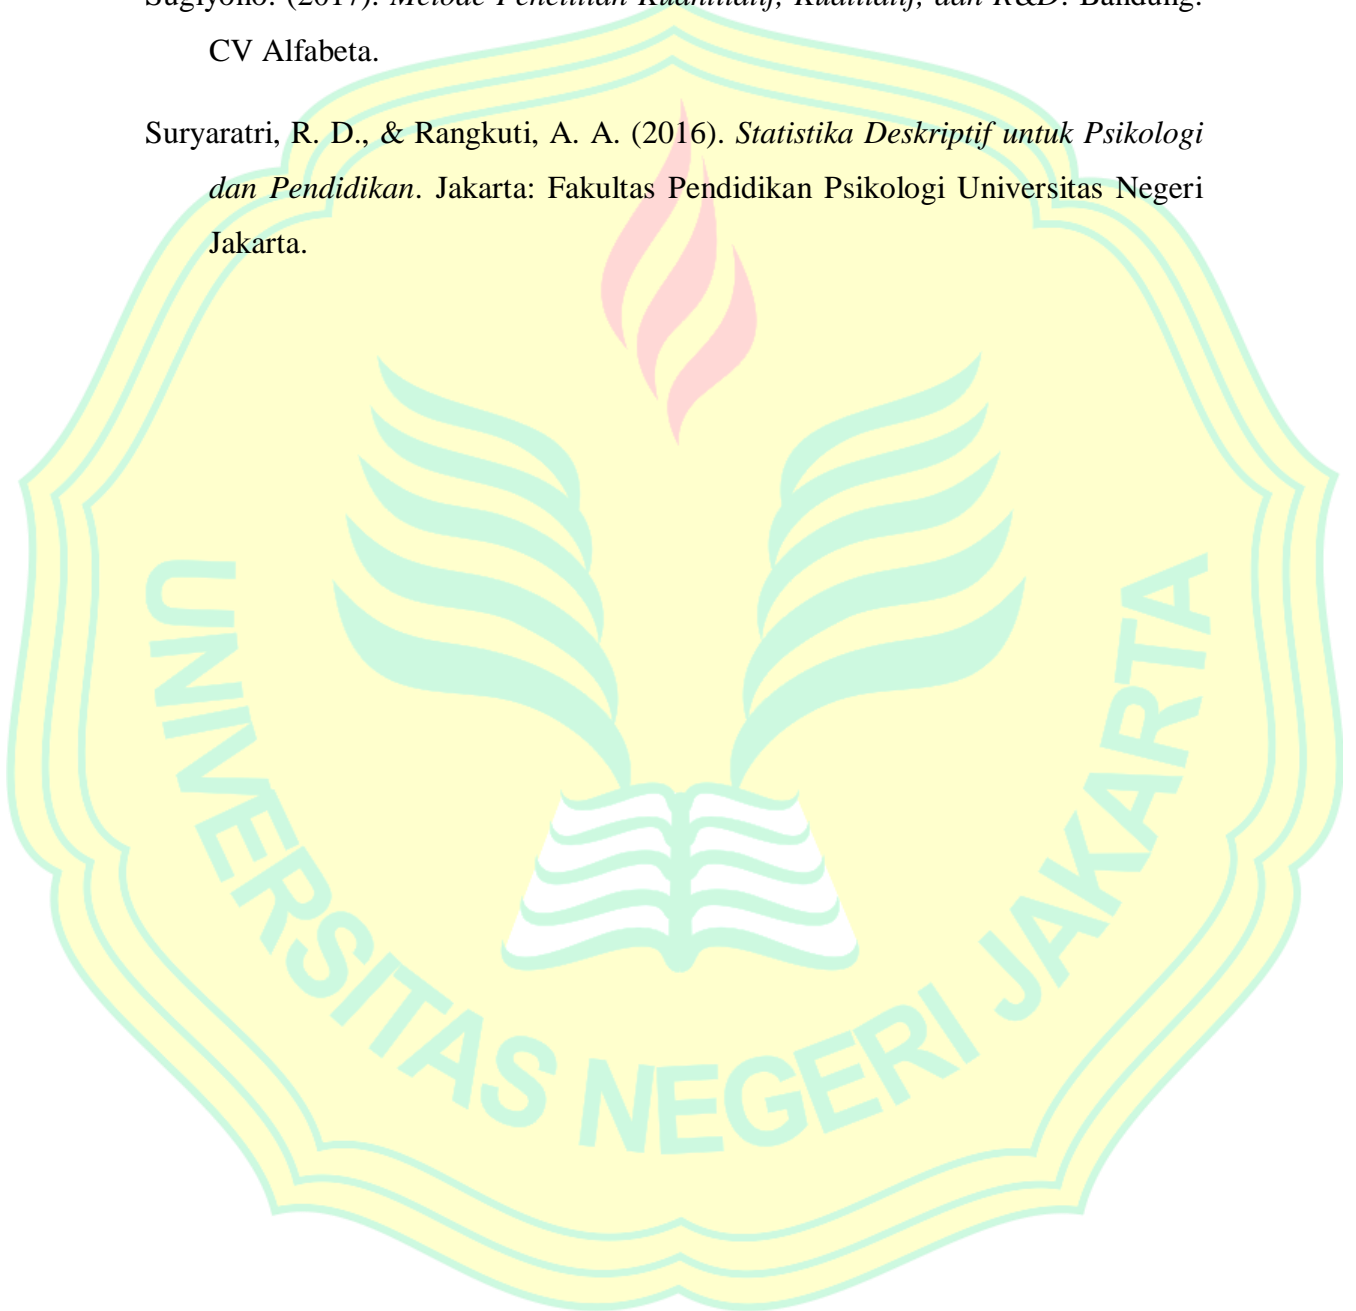 Sugiyono. (2017). Metode Penelitian Kuantitatif, Kualitatif, dan R&D. Bandung:
CV Alfabeta.
Suryaratri, R. D., & Rangkuti, A. A. (2016). Statistika Deskriptif untuk Psikologi
dan Pendidikan. Jakarta: Fakultas Pendidikan Psikologi Universitas Negeri
Jakarta.
UNIVERSITAS NEGERI JAKARTA